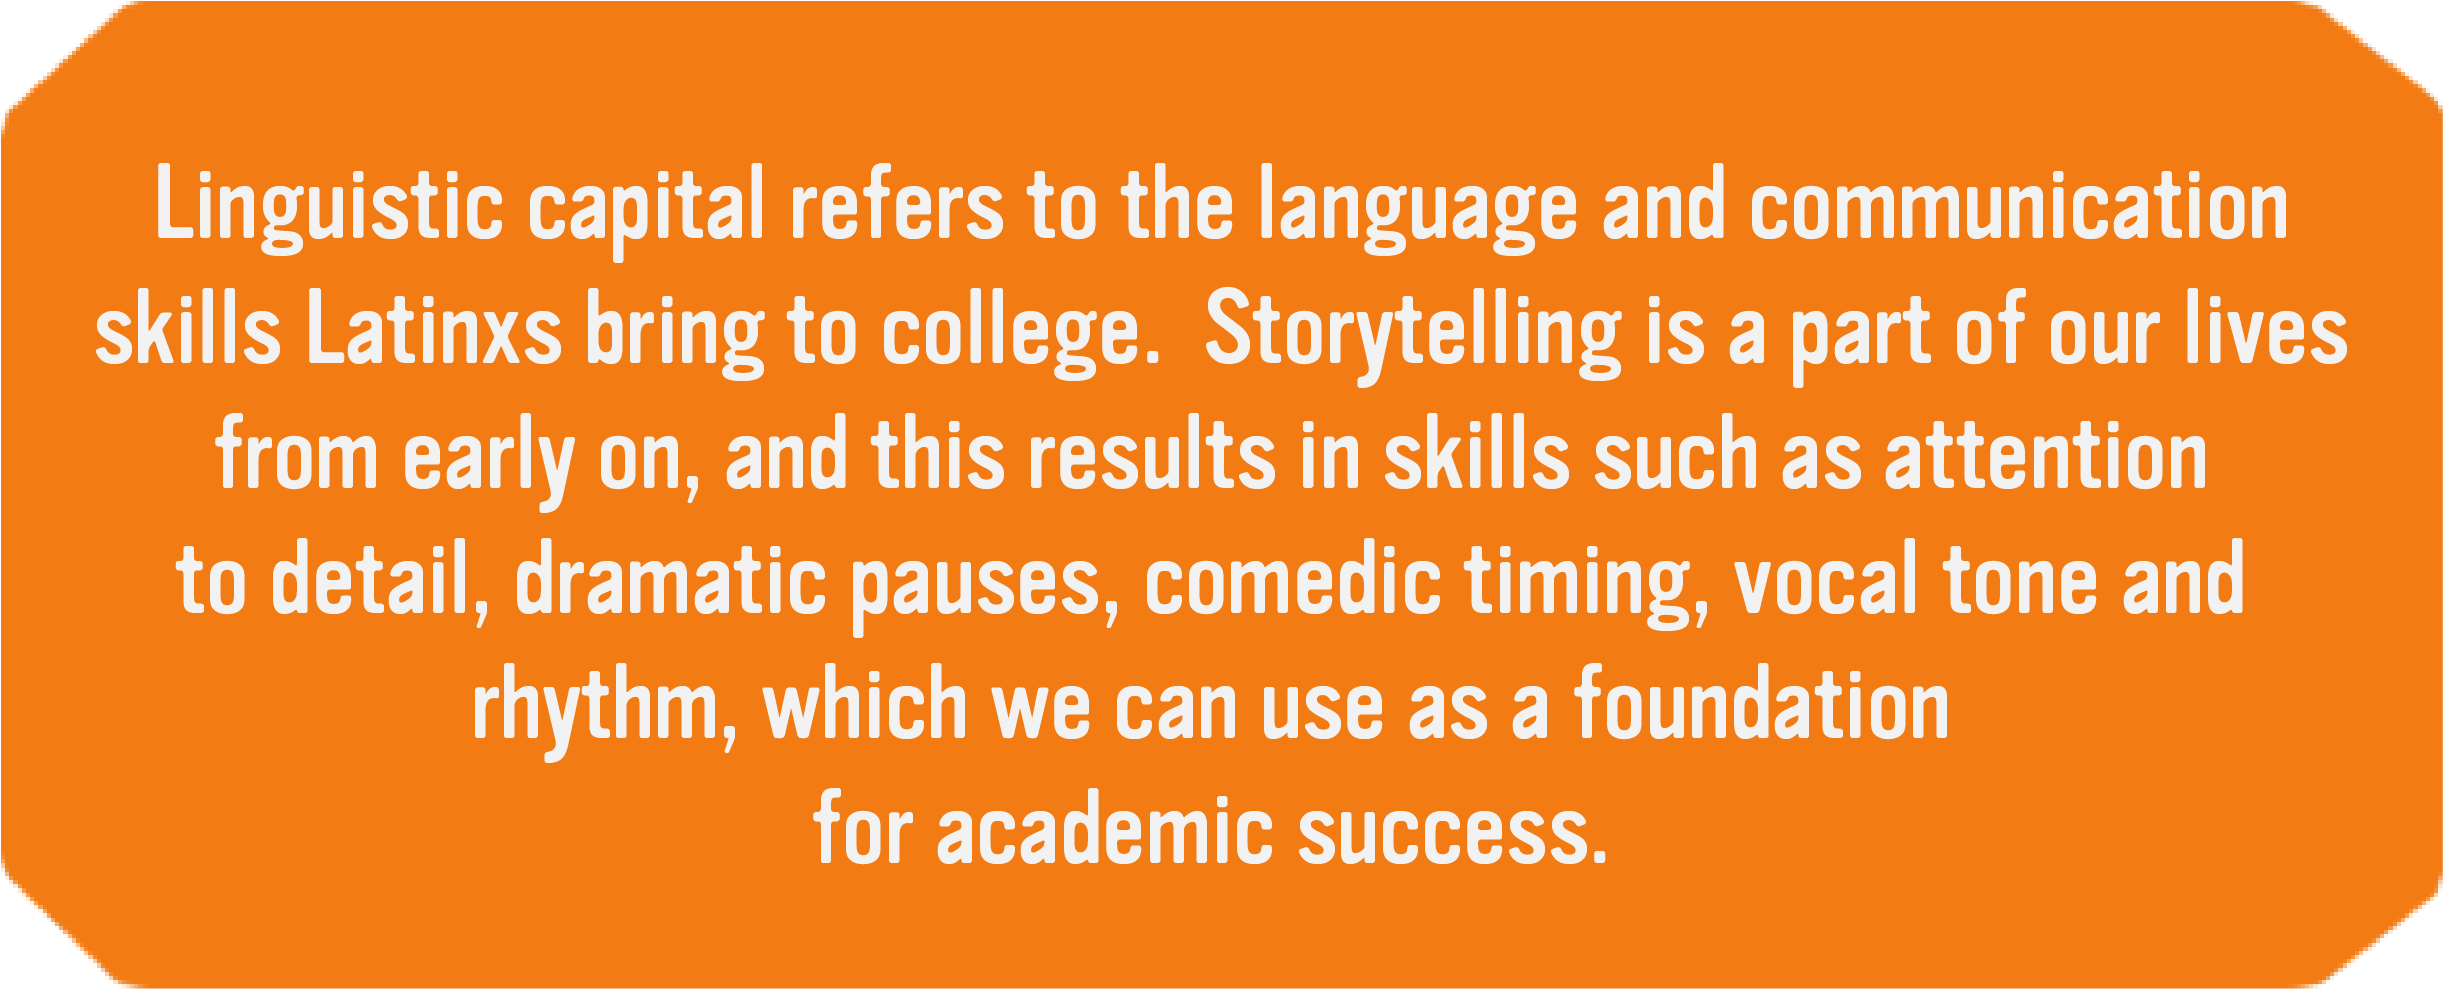 Linguistic capital refers to the language and communication
skills Latinxs bring to college.  Storytelling is a part of our lives
from early on, and this results in skills such as attention
to detail, dramatic pauses, comedic timing, vocal tone and
rhythm, which we can use as a foundation
for academic success.